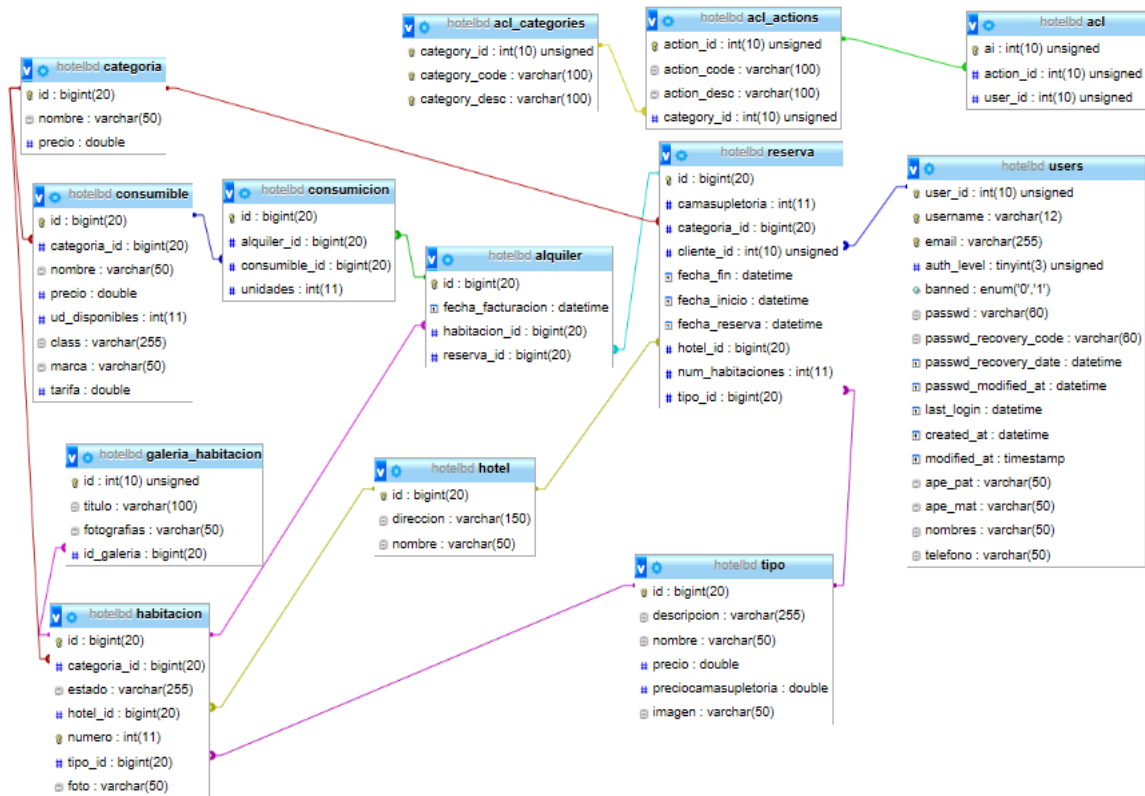 hotelbd acl_categories
category_id : int(10) unsigned
category_code : varchar(100)
category_desc : varchar(100)
hotelbd acl_actions
action_id : int(10) unsigned
action_code : varchar(100)
action_desc : varchar(100)
category_id : int(10) unsigned
hotelbd acl
ai : int(10) unsigned
action_id : int(10) unsigned
user_id : int(10) unsigned
hotelbd categoria
id : bigint(20)
nombre : varchar(50)
precio : double
hotelbd consumible
id : bigint(20)
categoria_id : bigint(20)
nombre : varchar(50)
precio : double
ud_disponibles : int(11)
class : varchar(255)
marca : varchar(50)
tarifa : double
hotelbd consumicion
id : bigint(20)
alquiler_id : bigint(20)
consumible_id : bigint(20)
unidades : int(11)
hotelbd alquiler
id : bigint(20)
fecha_facturacion : datetime
habitacion_id : bigint(20)
reserva_id : bigint(20)
hotelbd reserva
id : bigint(20)
camasupletoria : int(11)
categoria_id : bigint(20)
cliente_id : int(10) unsigned
fecha_fin : datetime
fecha_inicio : datetime
fecha_reserva : datetime
hotel_id : bigint(20)
num_habitaciones : int(11)
tipo_id : bigint(20)
hotelbd users
user_id : int(10) unsigned
username : varchar(12)
email : varchar(255)
auth_level : tinyint(3) unsigned
banned : enum('0','1')
passwd : varchar(60)
passwd_recovery_code : varchar(60)
passwd_recovery_date : datetime
passwd_modified_at : datetime
last_login : datetime
created_at : datetime
modified_at : timestamp
ape_pat : varchar(50)
ape_mat : varchar(50)
nombres : varchar(50)
telefono : varchar(50)
hotelbd galeria_habitacion
id : int(10) unsigned
titulo : varchar(100)
fotografias : varchar(50)
id_galeria : bigint(20)
hotelbd hotel
id : bigint(20)
direccion : varchar(150)
nombre : varchar(50)
hotelbd tipo
id : bigint(20)
descripcion : varchar(255)
nombre : varchar(50)
precio : double
preciocamasupletoria : double
imagen : varchar(50)
hotelbd habitacion
id : bigint(20)
categoria_id : bigint(20)
estado : varchar(255)
hotel_id : bigint(20)
numero : int(11)
tipo_id : bigint(20)
foto : varchar(50)